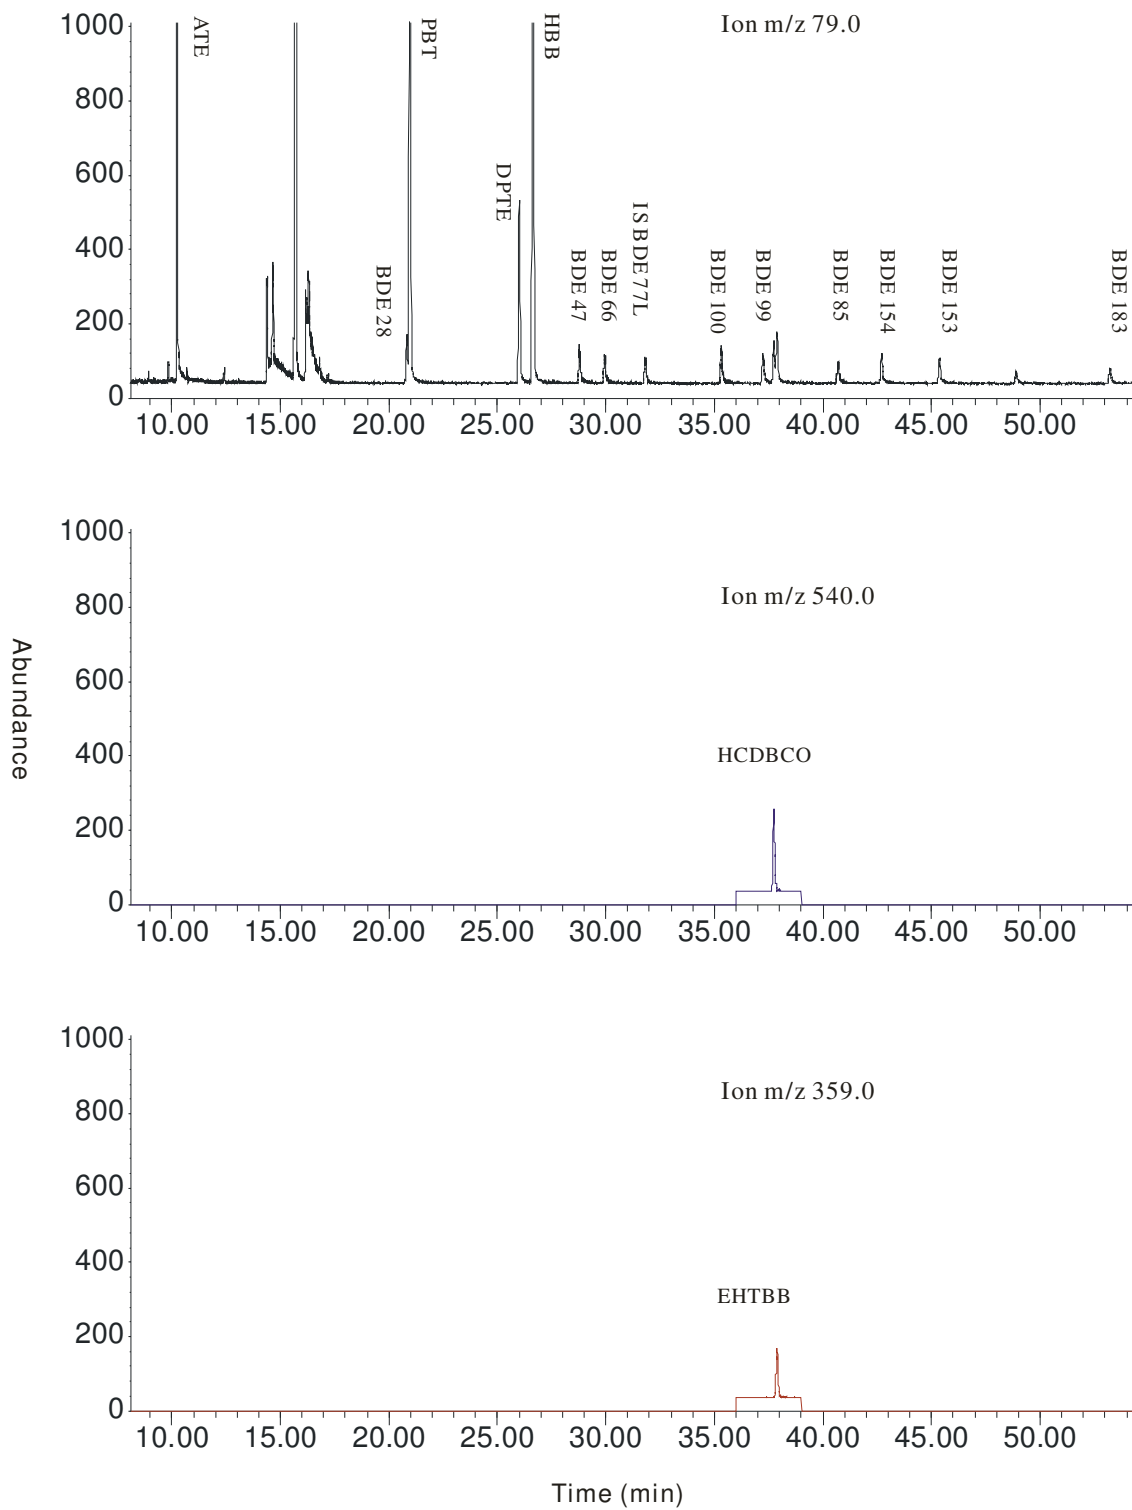 Ion m/z 79.0
1000
800
600
400
200
0
ATE
BDE 28
PBT
DPTE
HBB
BDE 47
BDE 66
ISBDE 77L
BDE 100
BDE 99
BDE 85
BDE 154
BDE 153
BDE 183
10.00 15.00 20.00 25.00 30.00 35.00 40.00 45.00 50.00
Abundance
Ion m/z 540.0
1000
800
600
400
200
0
HCDBCO
10.00 15.00 20.00 25.00 30.00 35.00 40.00 45.00 50.00
Ion m/z 359.0
1000
800
600
400
200
0
EHTBB
10.00 15.00 20.00 25.00 30.00 35.00 40.00 45.00 50.00
Time (min)